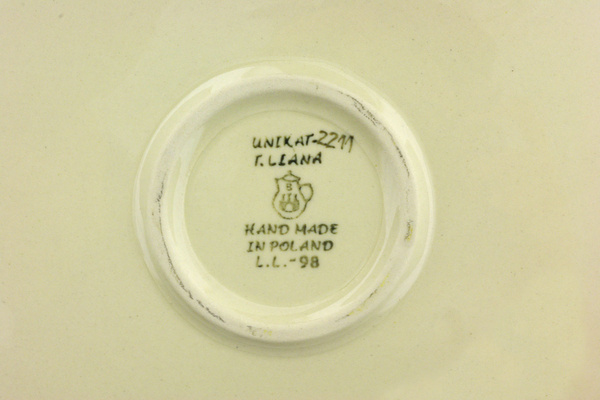 UNIKAT-2211
T. LIANA
HAND MADE
IN POLAND
L.L.-98